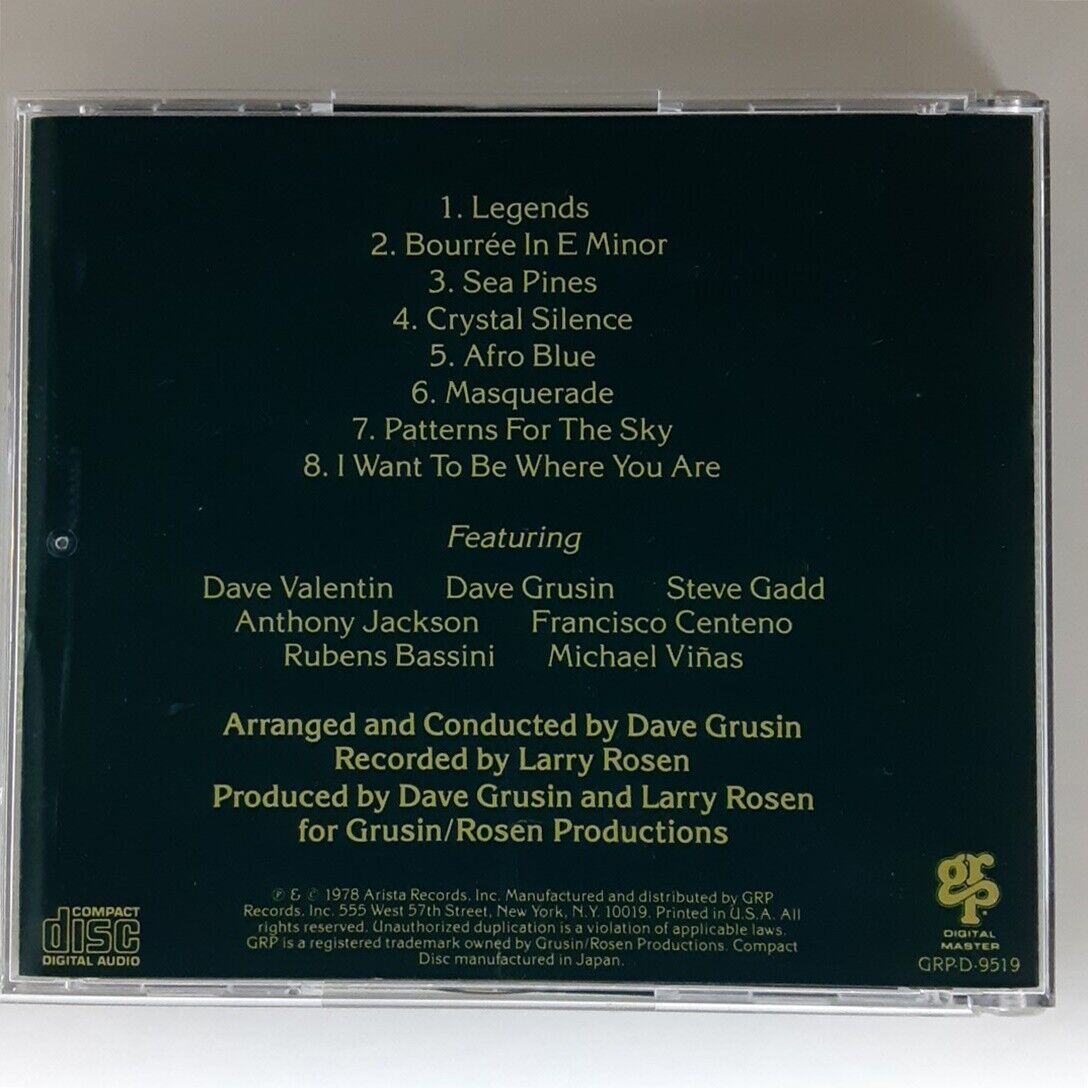 1. Legends
2. Bourrée In E Minor
3. Sea Pines
4. Crystal Silence
5. Afro Blue
6. Masquerade
7. Patterns For The Sky
8. I Want To Be Where You Are
Featuring
Dave Valentin Dave Grusin Steve Gadd
Anthony Jackson Francisco Centeno
Rubens Bassini Michael Viñas
Arranged and Conducted by Dave Grusin
Recorded by Larry Rosen
Produced by Dave Grusin and Larry Rosen
for Grusin/Rosen Productions
℗ & © 1978 Arista Records, Inc. Manufactured and distributed by GRP
Records, Inc. 555 West 57th Street, New York, N.Y. 10019. Printed in U.S.A. All
rights reserved. Unauthorized duplication is a violation of applicable laws.
GRP is a registered trademark owned by Grusin/Rosen Productions. Compact
Disc manufactured in Japan.
COMPACT
disc
DIGITAL AUDIO
grp
DIGITAL
MASTER
GRP-D-9519